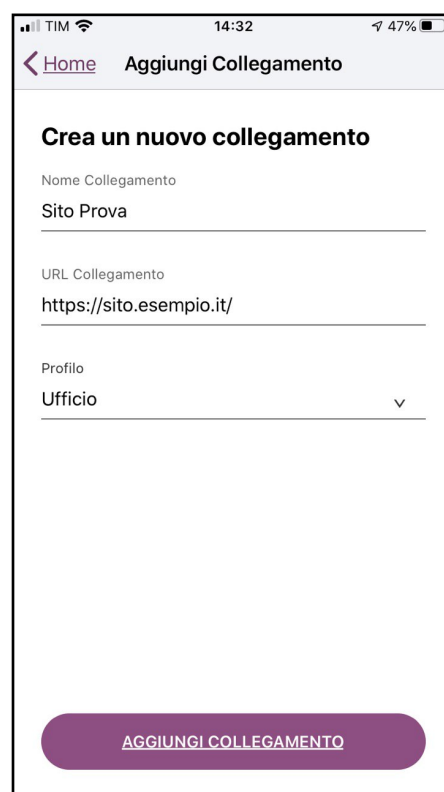 TIM 14:32 47%
Home Aggiungi Collegamento
Crea un nuovo collegamento
Nome Collegamento
Sito Prova
URL Collegamento
https://sito.esempio.it/
Profilo
Ufficio
AGGIUNGI COLLEGAMENTO